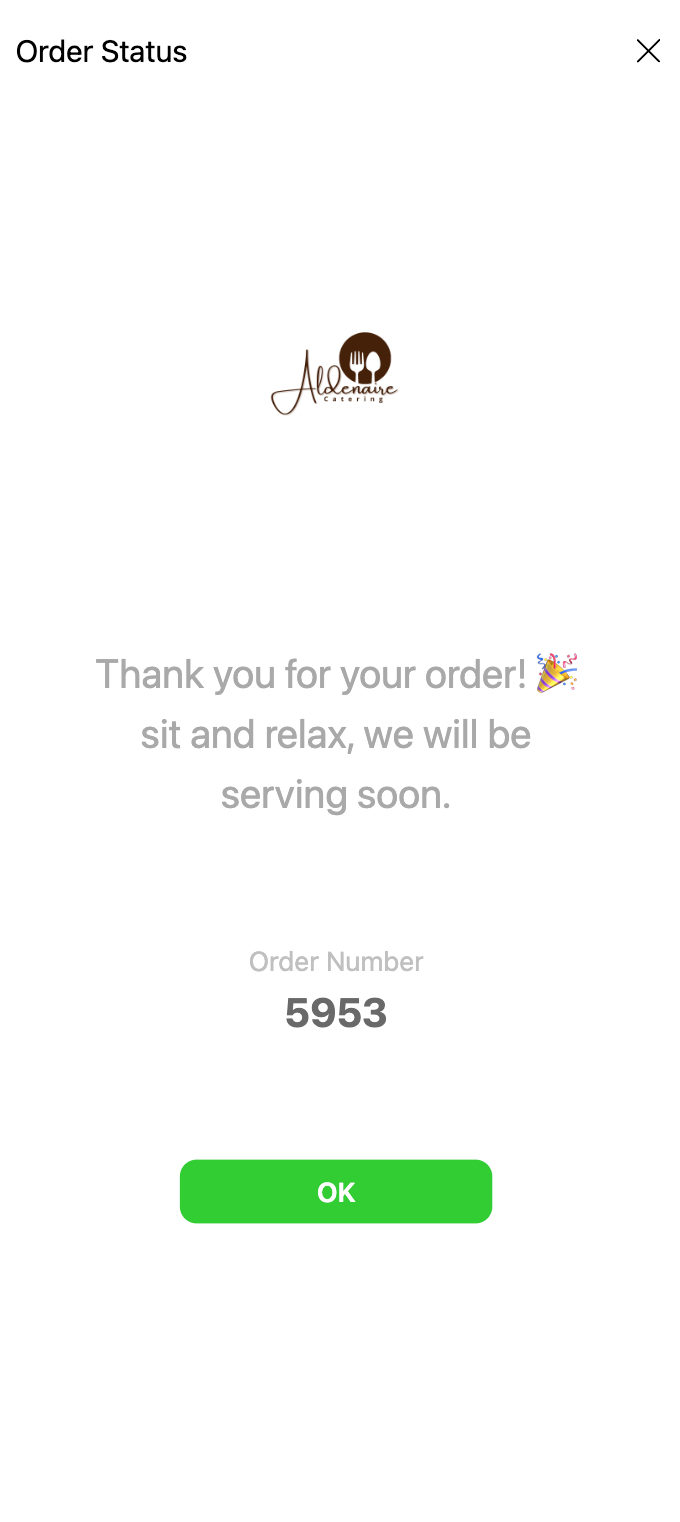 Order Status
Aldenaire
Catering
Thank you for your order! 🎉
sit and relax, we will be
serving soon.
Order Number
5953
OK